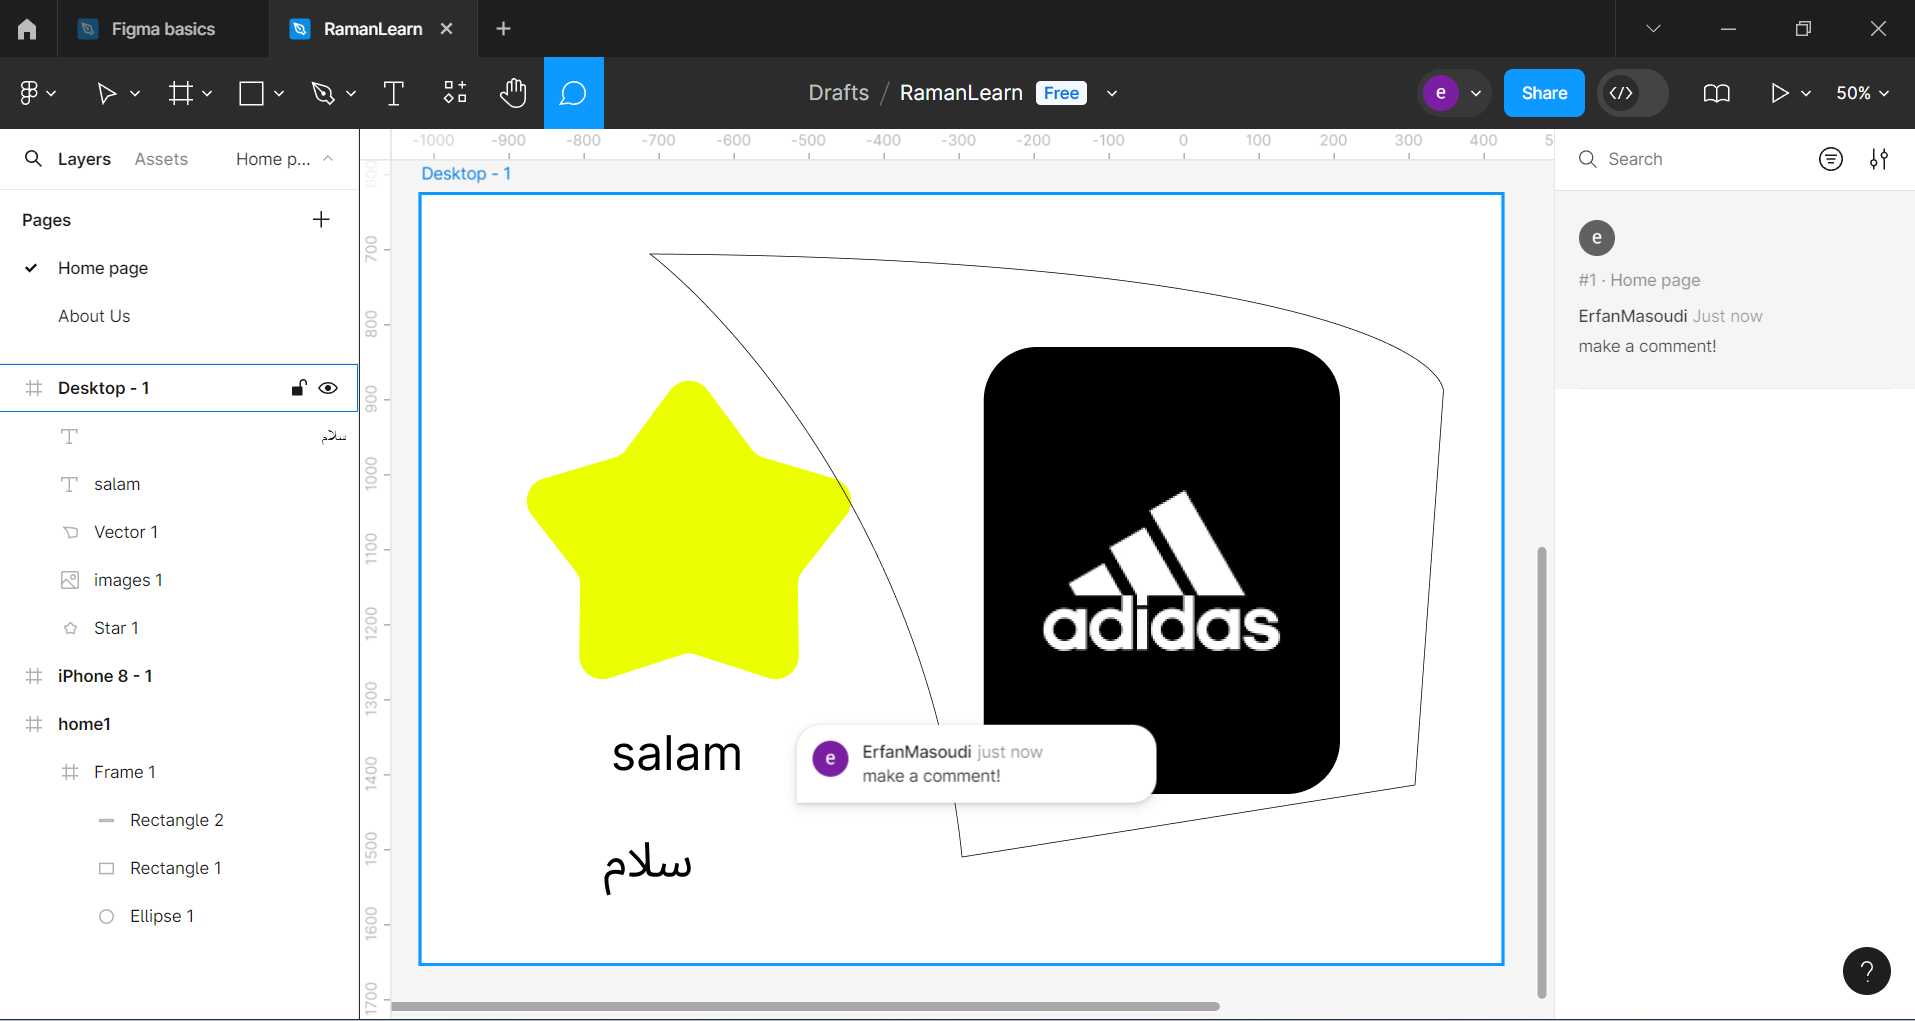 Figma basics
RamanLearn
Drafts / RamanLearn Free
e
Share
50%
Layers Assets Home p...
Pages
Home page
About Us
Desktop - 1
سلام
salam
Vector 1
images 1
Star 1
iPhone 8 - 1
home1
Frame 1
Rectangle 2
Rectangle 1
Ellipse 1
-1000 -900 -800 -700 -600 -500 -400 -300 -200 -100 0 100 200 300 400 5
600
700
800
900
1000
1100
1200
1300
1400
1500
1600
1700
Desktop - 1
adidas
salam
سلام
e
ErfanMasoudi just now
make a comment!
Search
e
#1 · Home page
ErfanMasoudi Just now
make a comment!
?